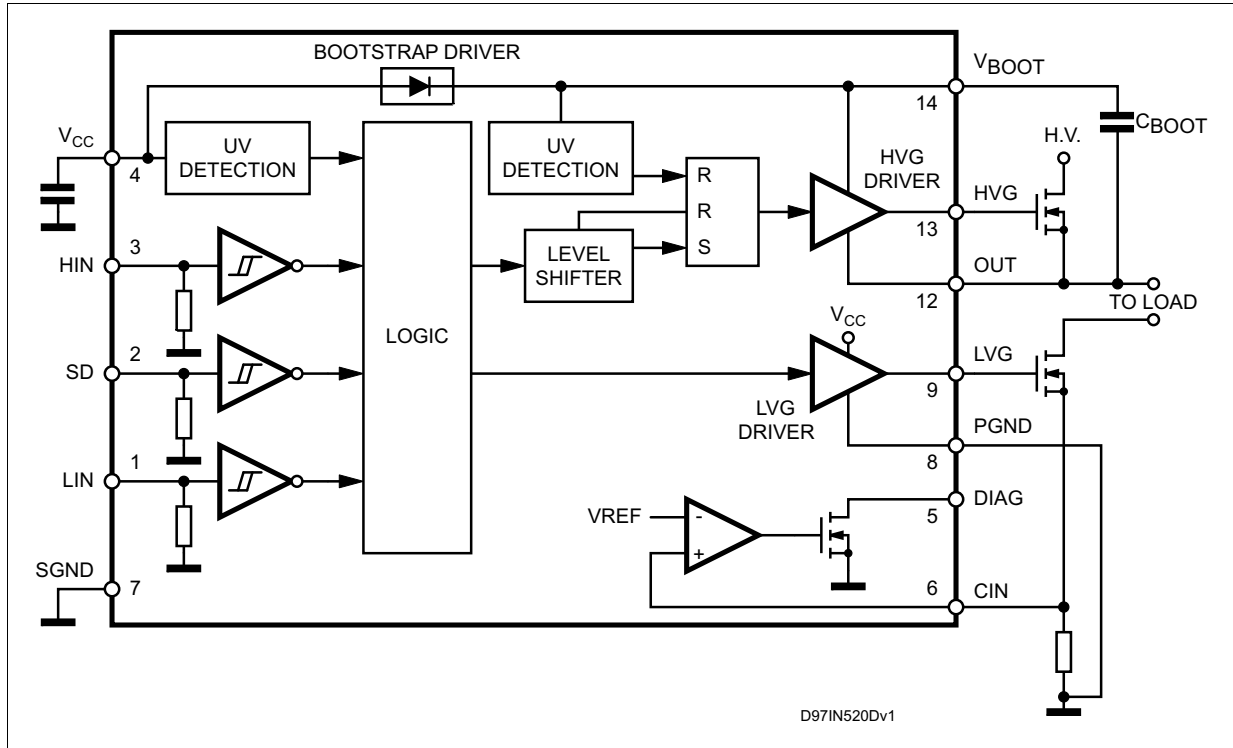 BOOTSTRAP DRIVER
VBOOT
14
CBOOT
H.V.
VCC
4
UV
DETECTION
UV
DETECTION
R
R
S
HVG
DRIVER
HVG
13
HIN
3
LEVEL
SHIFTER
OUT
12
TO LOAD
LOGIC
VCC
SD
2
LVG
9
LVG
DRIVER
PGND
8
LIN
1
DIAG
5
VREF
-
+
SGND
7
6
CIN
D97IN520Dv1